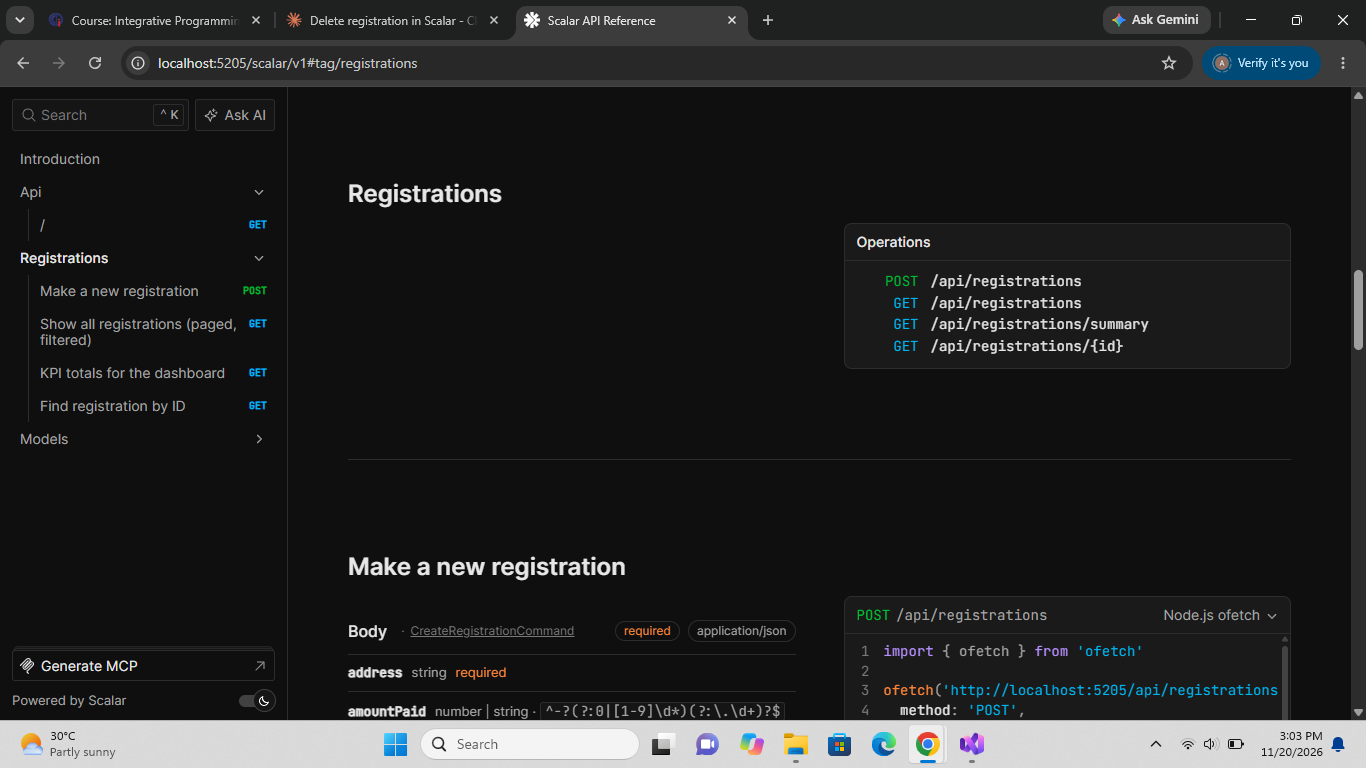 Course: Integrative Programmin
Delete registration in Scalar - Cl
Scalar API Reference
Ask Gemini
localhost:5205/scalar/v1#tag/registrations
Verify it's you
Search
^ K
Ask AI
Introduction
Api
/
GET
Registrations
Make a new registration
POST
Show all registrations (paged,
filtered)
GET
KPI totals for the dashboard
GET
Find registration by ID
GET
Models
Generate MCP
Powered by Scalar
Registrations
Operations
POST /api/registrations
GET /api/registrations
GET /api/registrations/summary
GET /api/registrations/{id}
Make a new registration
Body · CreateRegistrationCommand
required
application/json
address string required
amountPaid number | string · ^-?(?:0|[1-9]\d*)(?:\.\d+)?$
POST /api/registrations
Node.js ofetch
1 import { ofetch } from 'ofetch'
2
3 ofetch('http://localhost:5205/api/registrations
4 method: 'POST',
30°C
Partly sunny
Search
3:03 PM
11/20/2026